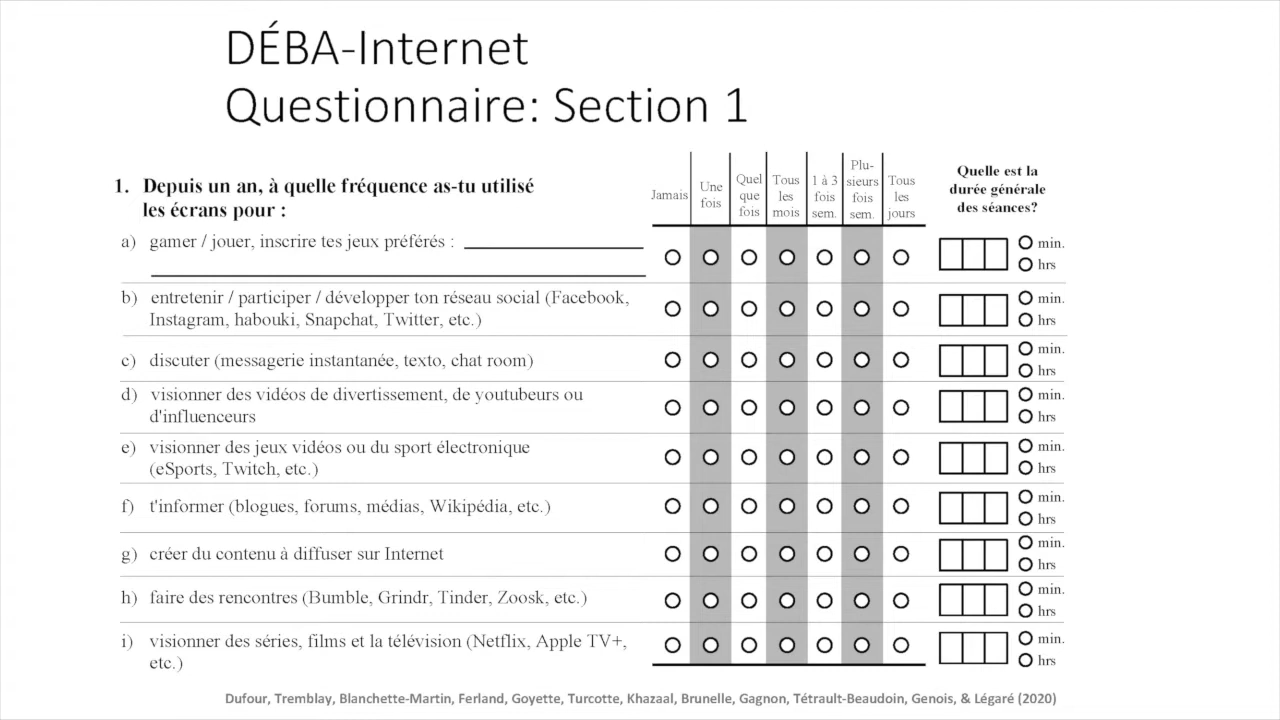 DÉBA-Internet
Questionnaire: Section 1
1. Depuis un an, à quelle fréquence as-tu utilisé
les écrans pour :
Jamais
Une
fois
Quel
que
fois
Tous
les
mois
1 à 3
fois
sem.
Plu-
sieurs
fois
sem.
Tous
les
jours
Quelle est la
durée générale
des séances?
a) gamer / jouer, inscrire tes jeux préférés :
min.
hrs
b) entretenir / participer / développer ton réseau social (Facebook,
Instagram, habouki, Snapchat, Twitter, etc.)
min.
hrs
c) discuter (messagerie instantanée, texto, chat room)
min.
hrs
d) visionner des vidéos de divertissement, de youtubeurs ou
d'influenceurs
min.
hrs
e) visionner des jeux vidéos ou du sport électronique
(eSports, Twitch, etc.)
min.
hrs
f) t'informer (blogues, forums, médias, Wikipédia, etc.)
min.
hrs
g) créer du contenu à diffuser sur Internet
min.
hrs
h) faire des rencontres (Bumble, Grindr, Tinder, Zoosk, etc.)
min.
hrs
i) visionner des séries, films et la télévision (Netflix, Apple TV+,
etc.)
min.
hrs
Dufour, Tremblay, Blanchette-Martin, Ferland, Goyette, Turcotte, Khazaal, Brunelle, Gagnon, Tétrault-Beaudoin, Genois, & Légaré (2020)